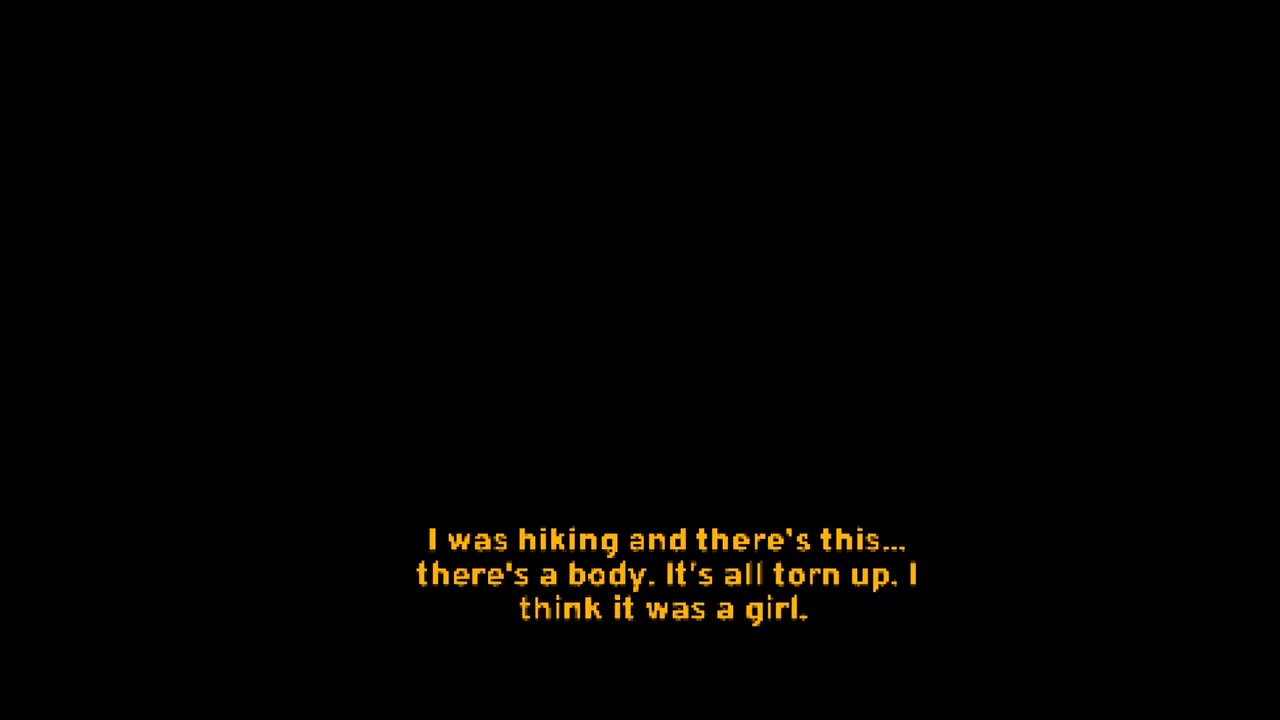 I was hiking and there's this...
there's a body. It's all torn up. I
think it was a girl.